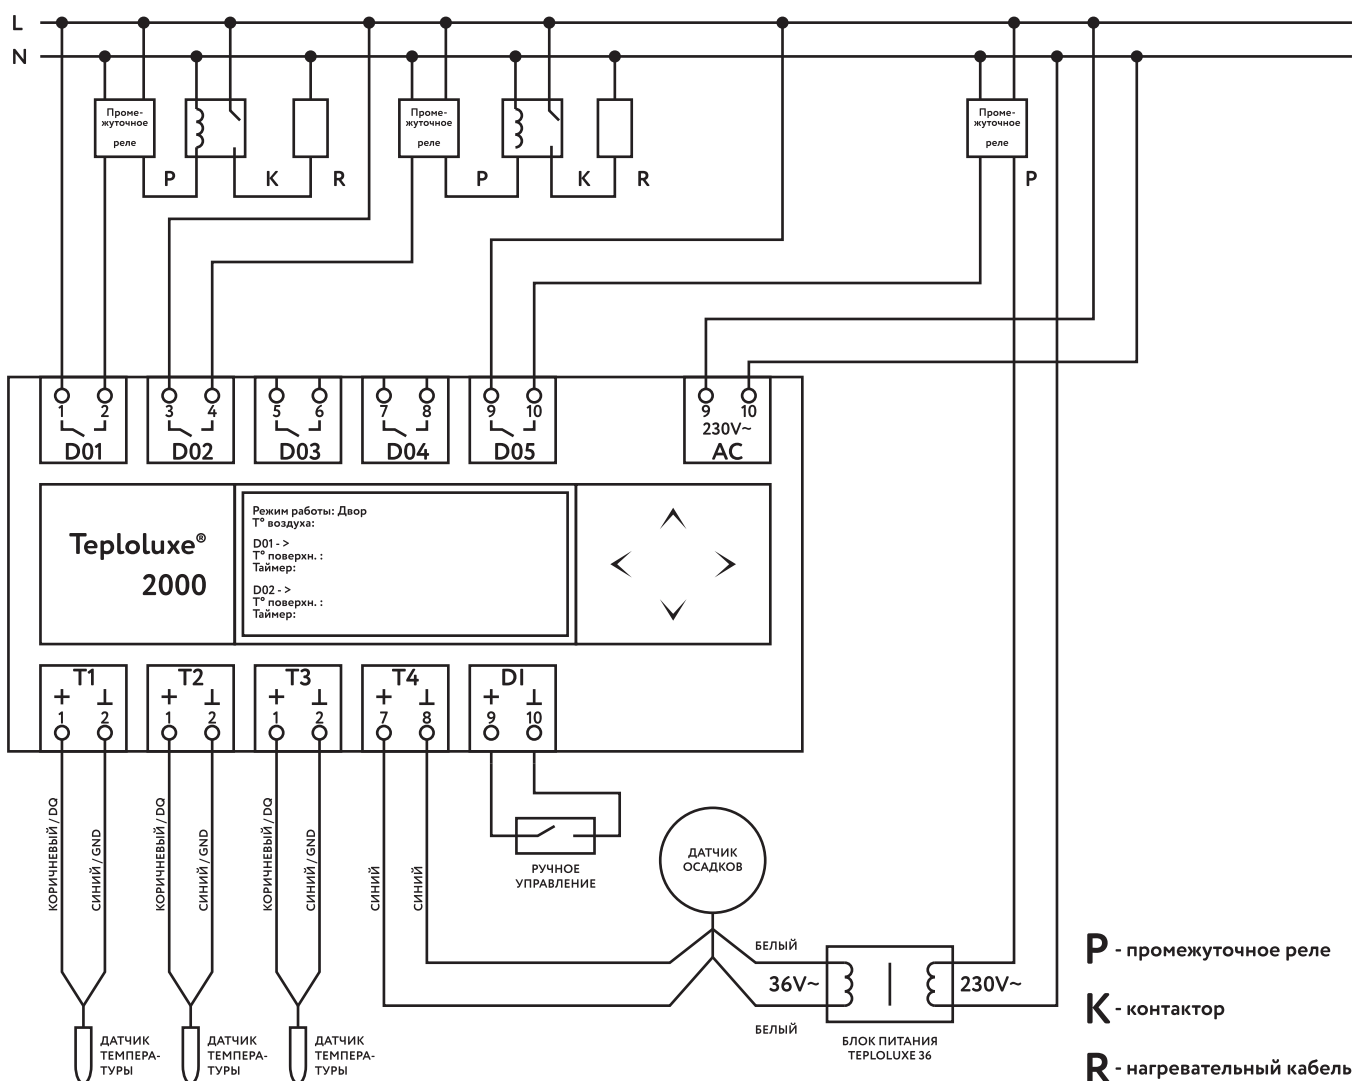 L
N
Проме-
жуточное
реле
Проме-
жуточное
реле
Проме-
жуточное
реле
P K R
P K R
P
1 2
D01
3 4
D02
5 6
D03
7 8
D04
9 10
D05
9 10
230V~
AC
Teploluxe®
2000
Режим работы: Двор
T° воздуха:
D01 - >
T° поверхн. :
Таймер:
D02 - >
T° поверхн. :
Таймер:
T1
+ ⊥
1 2
T2
+ ⊥
1 2
T3
+ ⊥
1 2
T4
+ ⊥
7 8
DI
+ ⊥
9 10
КОРИЧНЕВЫЙ / DQ
СИНИЙ / GND
КОРИЧНЕВЫЙ / DQ
СИНИЙ / GND
КОРИЧНЕВЫЙ / DQ
СИНИЙ / GND
СИНИЙ
СИНИЙ
РУЧНОЕ
УПРАВЛЕНИЕ
ДАТЧИК
ОСАДКОВ
БЕЛЫЙ
36V~
230V~
БЕЛЫЙ
БЛОК ПИТАНИЯ
TEPLOLUXE 36
ДАТЧИК
ТЕМПЕРА-
ТУРЫ
ДАТЧИК
ТЕМПЕРА-
ТУРЫ
ДАТЧИК
ТЕМПЕРА-
ТУРЫ
P - промежуточное реле
K - контактор
R - нагревательный кабель